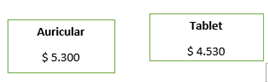 Auricular
$ 5.300
Tablet
$ 4.530